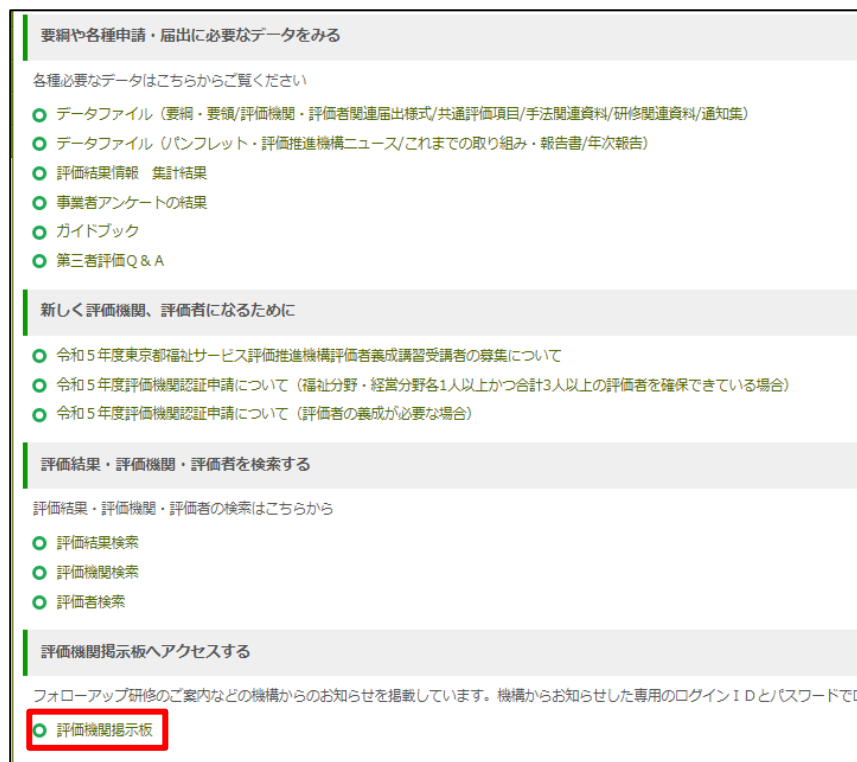 要綱や各種申請・届出に必要なデータをみる
各種必要なデータはこちらからご覧ください
データファイル（要綱・要領/評価機関・評価者関連届出様式/共通評価項目/手法関連資料/研修関連資料/通知集）
データファイル（パンフレット・評価推進機構ニュース/これまでの取り組み・報告書/年次報告）
評価結果情報　集計結果
事業者アンケートの結果
ガイドブック
第三者評価Ｑ＆Ａ
新しく評価機関、評価者になるために
令和５年度東京都福祉サービス評価推進機構評価者養成講習受講者の募集について
令和５年度評価機関認証申請について（福祉分野・経営分野各1人以上かつ合計3人以上の評価者を確保できている場合）
令和５年度評価機関認証申請について（評価者の養成が必要な場合）
評価結果・評価機関・評価者を検索する
評価結果・評価機関・評価者の検索はこちらから
評価結果検索
評価機関検索
評価者検索
評価機関掲示板へアクセスする
フォローアップ研修のご案内などの機構からのお知らせを掲載しています。機構からお知らせした専用のログインＩＤとパスワードで
評価機関掲示板